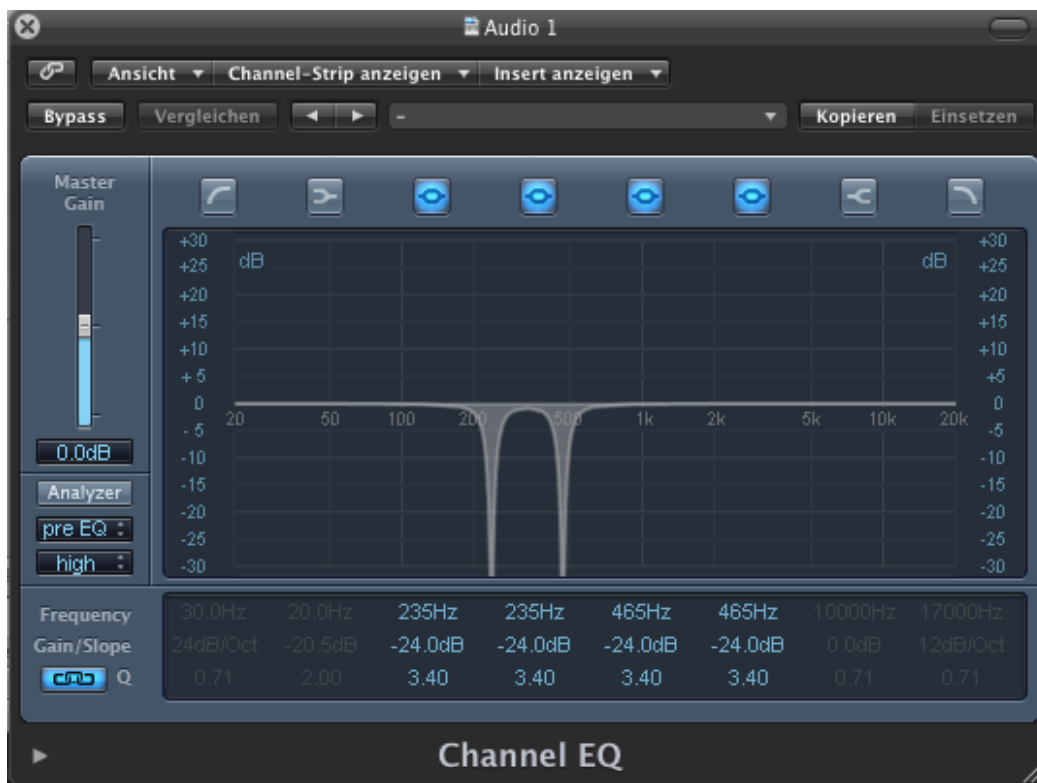 Audio 1
Ansicht Channel-Strip anzeigen Insert anzeigen
Bypass Vergleichen - Kopieren Einsetzen
Master
Gain
+30 +30
dB dB
+25 +25
+20 +20
+15 +15
+10 +10
+ 5 +5
0 0
20 50 100 200 500 1k 2k 5k 10k 20k
- 5 -5
0.0dB
-10 -10
Analyzer
-15 -15
-20 -20
pre EQ
-25 -25
high
-30 -30
Frequency 30.0Hz 20.0Hz 235Hz 235Hz 465Hz 465Hz 10000Hz 17000Hz
Gain/Slope 24dB/Oct -20.5dB -24.0dB -24.0dB -24.0dB -24.0dB 0.0dB 12dB/Oct
Q 0.71 2.00 3.40 3.40 3.40 3.40 0.71 0.71
Channel EQ